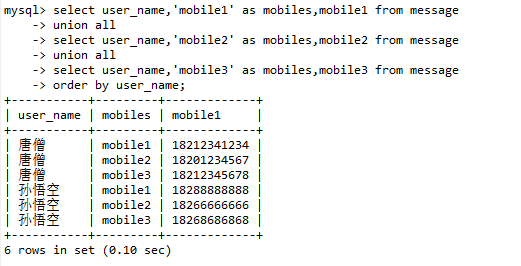 mysql> select user_name,'mobile1' as mobiles,mobile1 from message
    -> union all
    -> select user_name,'mobile2' as mobiles,mobile2 from message
    -> union all
    -> select user_name,'mobile3' as mobiles,mobile3 from message
    -> order by user_name;
+-----------+---------+-------------+
| user_name | mobiles | mobile1     |
+-----------+---------+-------------+
| 唐僧      | mobile1 | 18212341234 |
| 唐僧      | mobile2 | 18201234567 |
| 唐僧      | mobile3 | 18212345678 |
| 孙悟空    | mobile1 | 18288888888 |
| 孙悟空    | mobile2 | 18266666666 |
| 孙悟空    | mobile3 | 18268686868 |
+-----------+---------+-------------+
6 rows in set (0.10 sec)